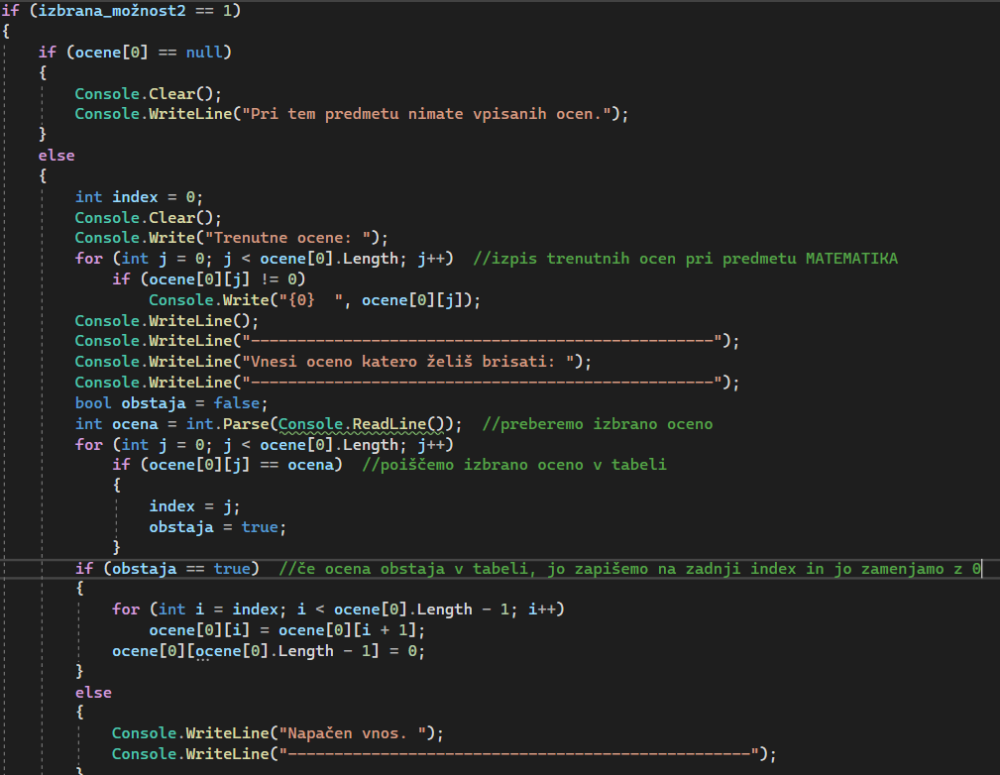 if (izbrana_možnost2 == 1)
{
if (ocene[0] == null)
{
Console.Clear();
Console.WriteLine("Pri tem predmetu nimate vpisanih ocen.");
}
else
{
int index = 0;
Console.Clear();
Console.Write("Trenutne ocene: ");
for (int j = 0; j < ocene[0].Length; j++)  //izpis trenutnih ocen pri predmetu MATEMATIKA
if (ocene[0][j] != 0)
Console.Write("{0}  ", ocene[0][j]);
Console.WriteLine();
Console.WriteLine("--------------------------------------------------");
Console.WriteLine("Vnesi oceno katero želiš brisati: ");
Console.WriteLine("--------------------------------------------------");
bool obstaja = false;
int ocena = int.Parse(Console.ReadLine());  //preberemo izbrano oceno
for (int j = 0; j < ocene[0].Length; j++)
if (ocene[0][j] == ocena)  //poiščemo izbrano oceno v tabeli
{
index = j;
obstaja = true;
}
if (obstaja == true)  //če ocena obstaja v tabeli, jo zapišemo na zadnji index in jo zamenjamo z 0
{
for (int i = index; i < ocene[0].Length - 1; i++)
ocene[0][i] = ocene[0][i + 1];
ocene[0][ocene[0].Length - 1] = 0;
}
else
{
Console.WriteLine("Napačen vnos. ");
Console.WriteLine("--------------------------------------------------");
}